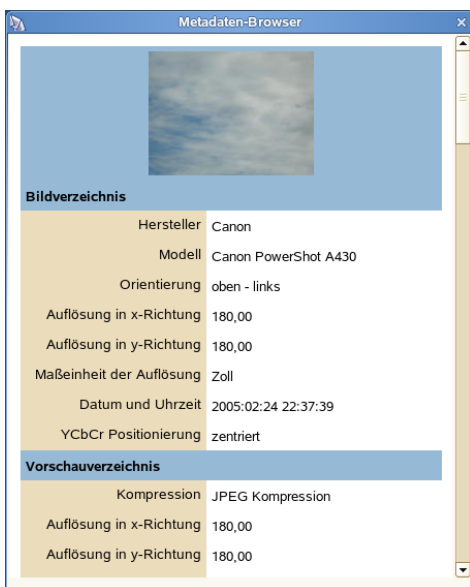 Metadaten-Browser
Bildverzeichnis
Hersteller Canon
Modell Canon PowerShot A430
Orientierung oben - links
Auflösung in x-Richtung 180,00
Auflösung in y-Richtung 180,00
Maßeinheit der Auflösung Zoll
Datum und Uhrzeit 2005:02:24 22:37:39
YCbCr Positionierung zentriert
Vorschauverzeichnis
Kompression JPEG Kompression
Auflösung in x-Richtung 180,00
Auflösung in y-Richtung 180,00